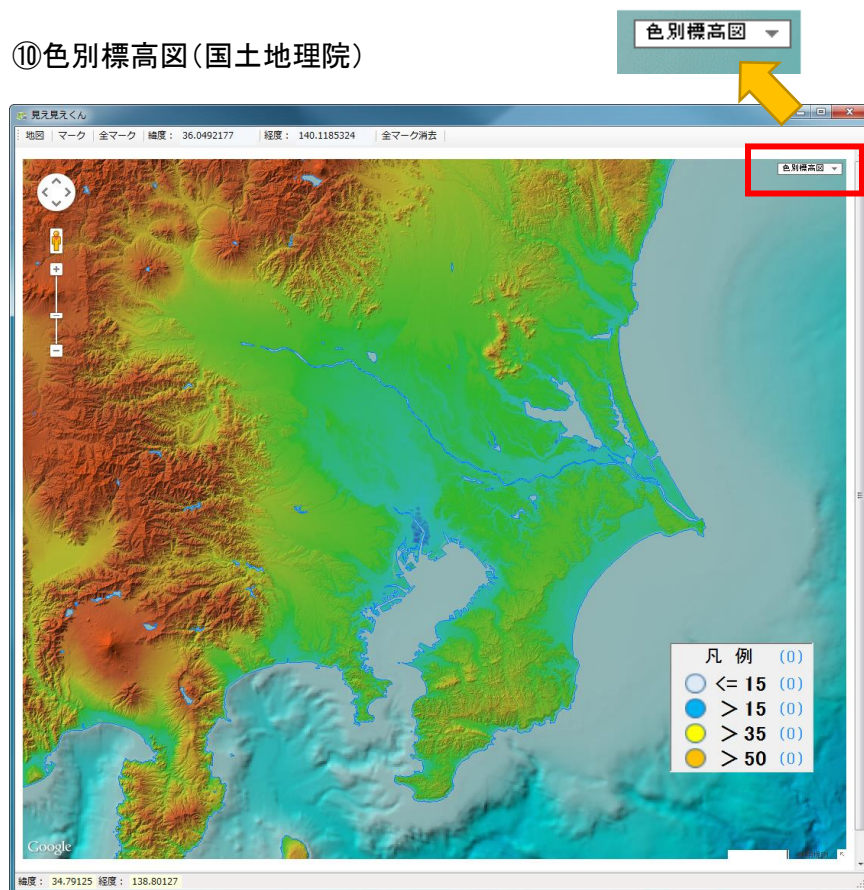 ⑩色別標高図(国土地理院)
色別標高図
見え見えくん
地図 マーク 全マーク 緯度: 36.0492177 経度: 140.1185324 全マーク消去
色別標高図
凡 例 (0)
<= 15 (0)
> 15 (0)
> 35 (0)
> 50 (0)
Google
緯度: 34.79125 経度: 138.80127